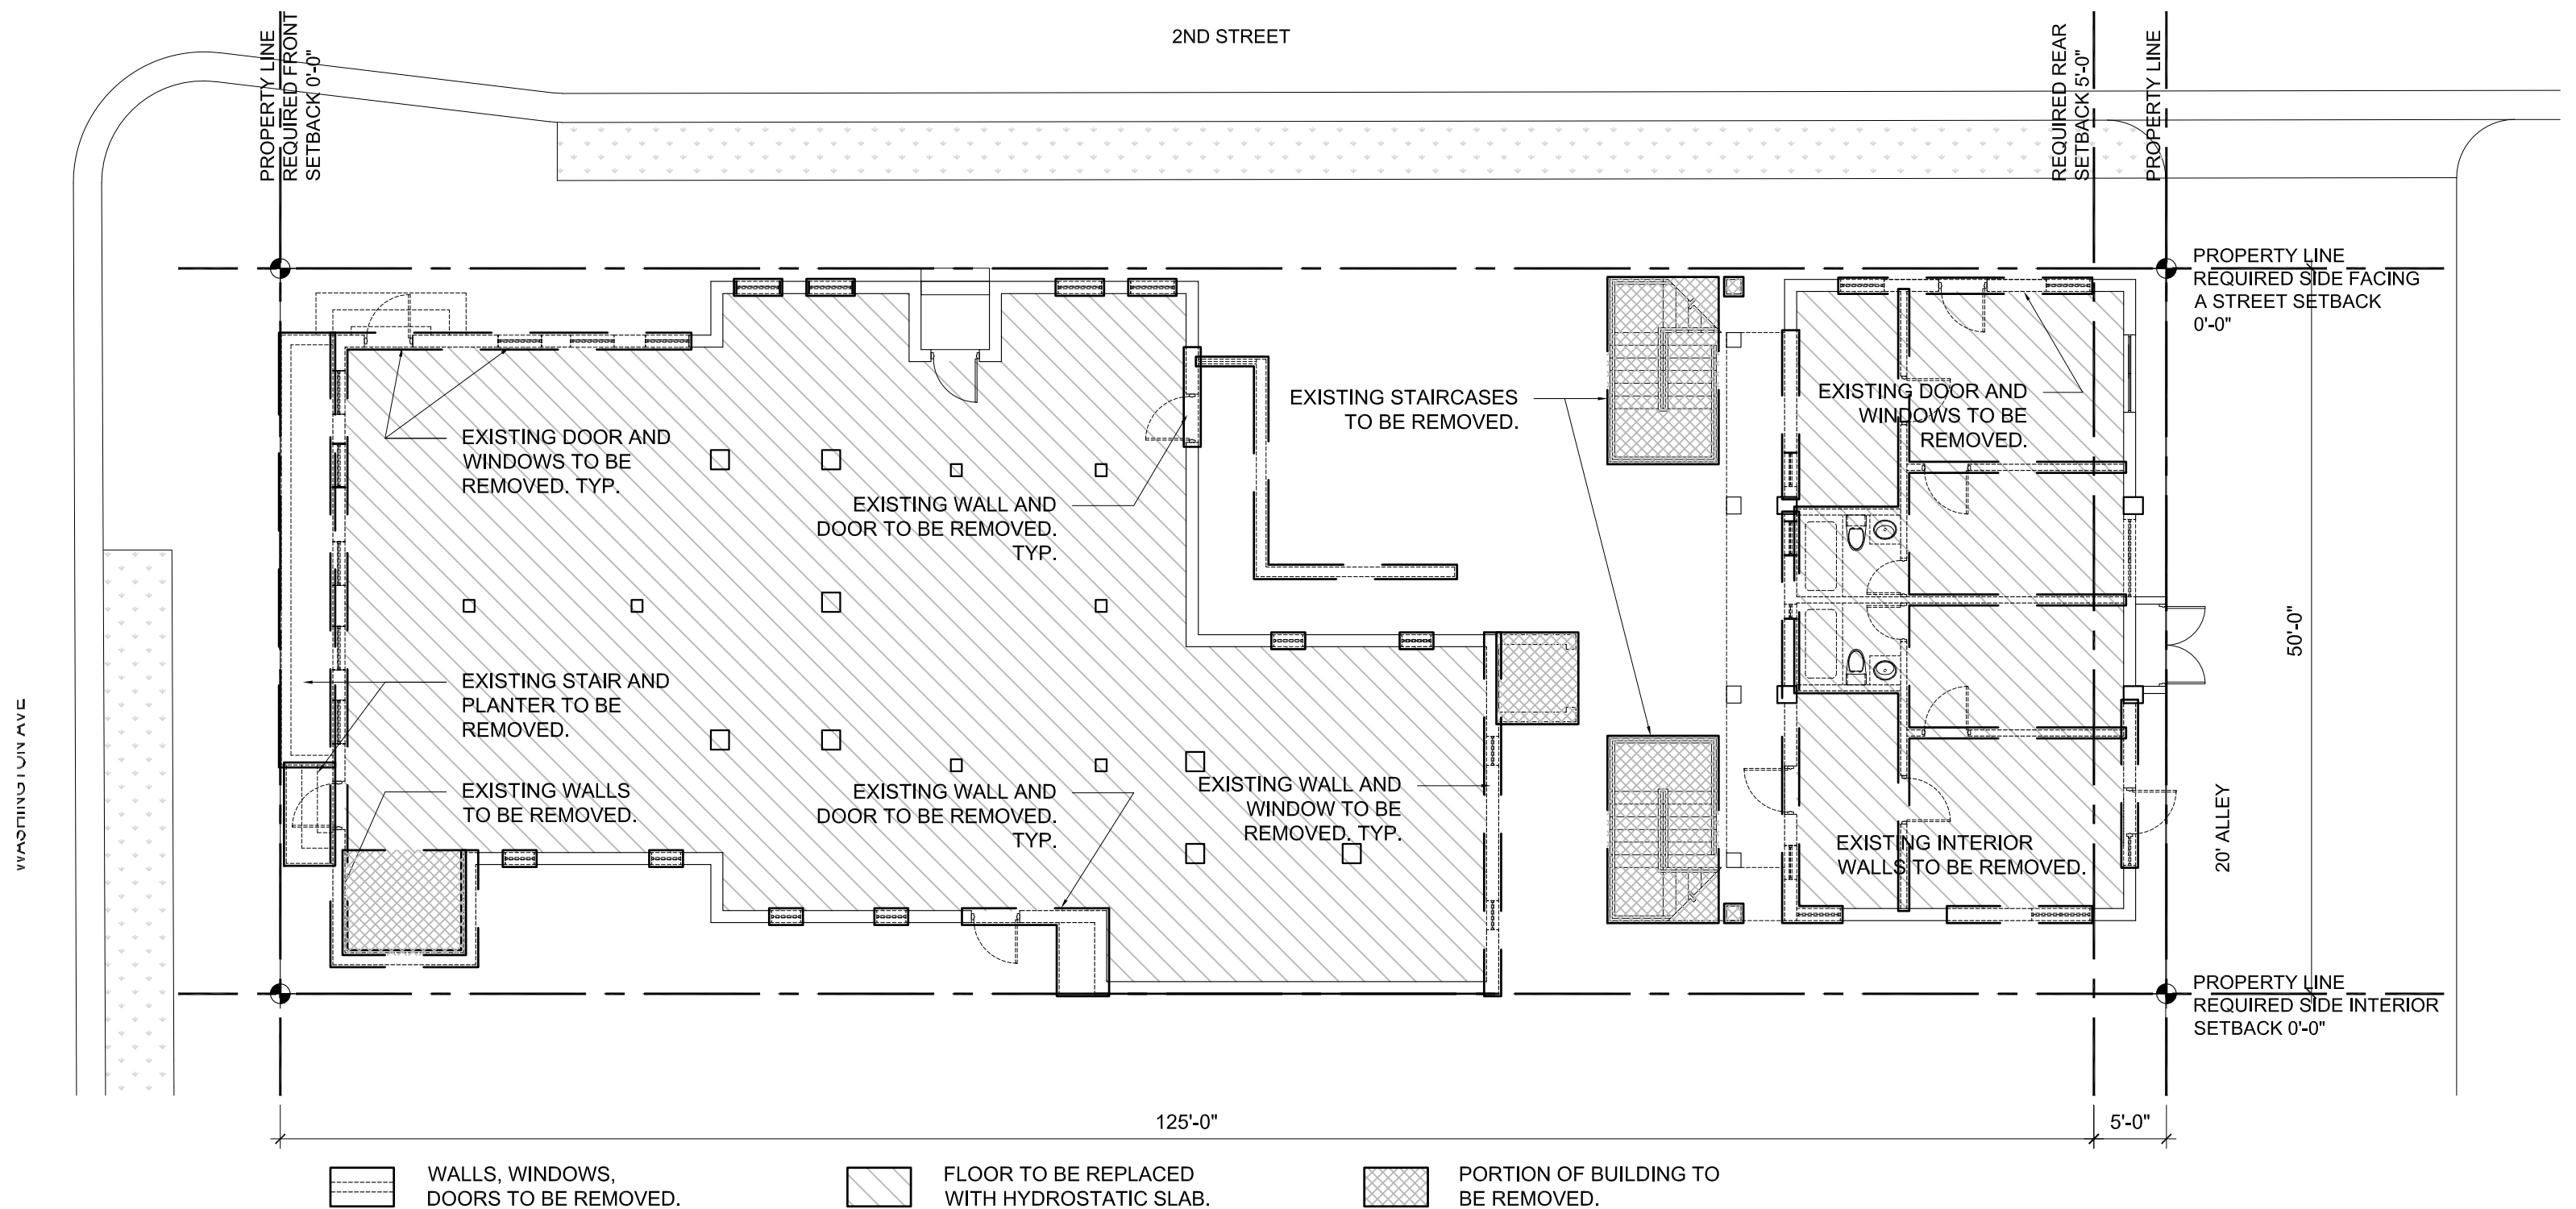 2ND STREET
PROPERTY LINE
REQUIRED FRONT
SETBACK 0'-0"
REQUIRED REAR
SETBACK 5'-0"
PROPERTY LINE
PROPERTY LINE
REQUIRED SIDE FACING
A STREET SETBACK
0'-0"
EXISTING STAIRCASES
TO BE REMOVED.
EXISTING DOOR AND
WINDOWS TO BE
REMOVED.
EXISTING DOOR AND
WINDOWS TO BE
REMOVED. TYP.
EXISTING WALL AND
DOOR TO BE REMOVED.
TYP.
50'-0"
EXISTING STAIR AND
PLANTER TO BE
REMOVED.
WASHINGTON AVE
EXISTING WALLS
TO BE REMOVED.
EXISTING WALL AND
DOOR TO BE REMOVED.
TYP.
EXISTING WALL AND
WINDOW TO BE
REMOVED. TYP.
EXISTING INTERIOR
WALLS TO BE REMOVED.
20' ALLEY
PROPERTY LINE
REQUIRED SIDE INTERIOR
SETBACK 0'-0"
125'-0"
5'-0"
WALLS, WINDOWS,
DOORS TO BE REMOVED.
FLOOR TO BE REPLACED
WITH HYDROSTATIC SLAB.
PORTION OF BUILDING TO
BE REMOVED.